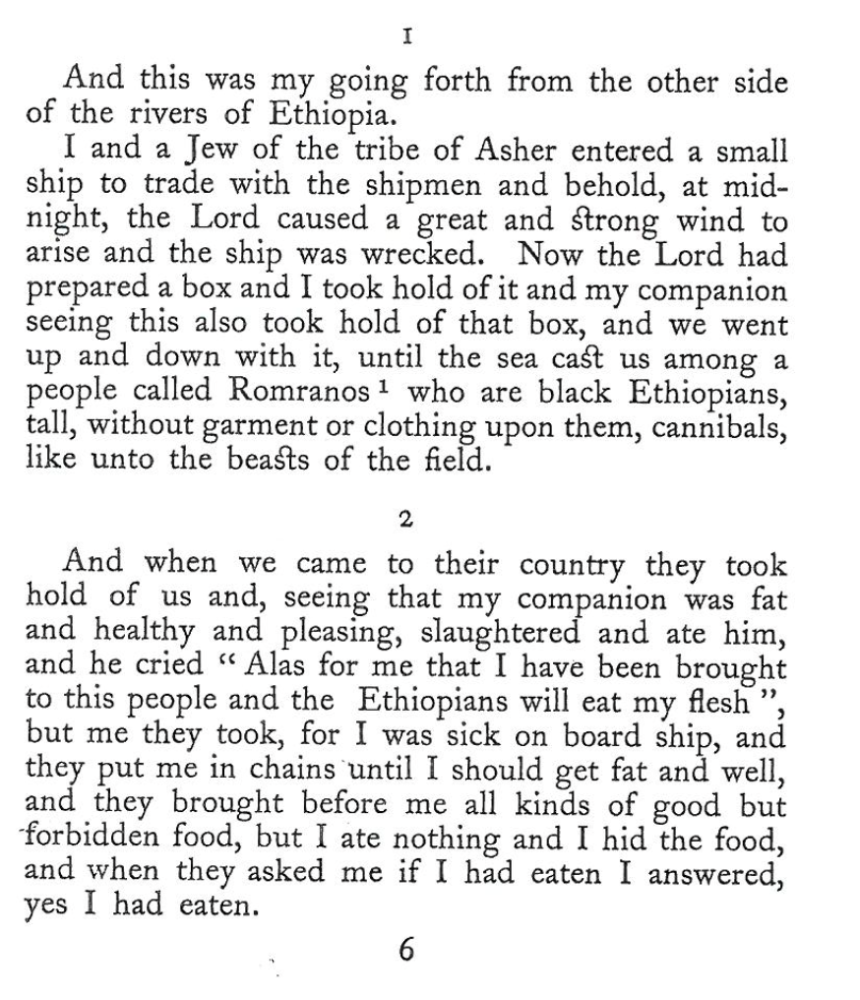 1
And this was my going forth from the other side
of the rivers of Ethiopia.
I and a Jew of the tribe of Asher entered a small
ship to trade with the shipmen and behold, at mid-
night, the Lord caused a great and strong wind to
arise and the ship was wrecked. Now the Lord had
prepared a box and I took hold of it and my companion
seeing this also took hold of that box, and we went
up and down with it, until the sea cast us among a
people called Romranos ¹ who are black Ethiopians,
tall, without garment or clothing upon them, cannibals,
like unto the beasts of the field.
2
And when we came to their country they took
hold of us and, seeing that my companion was fat
and healthy and pleasing, slaughtered and ate him,
and he cried “ Alas for me that I have been brought
to this people and the Ethiopians will eat my flesh ”,
but me they took, for I was sick on board ship, and
they put me in chains until I should get fat and well,
and they brought before me all kinds of good but
forbidden food, but I ate nothing and I hid the food,
and when they asked me if I had eaten I answered,
yes I had eaten.
6